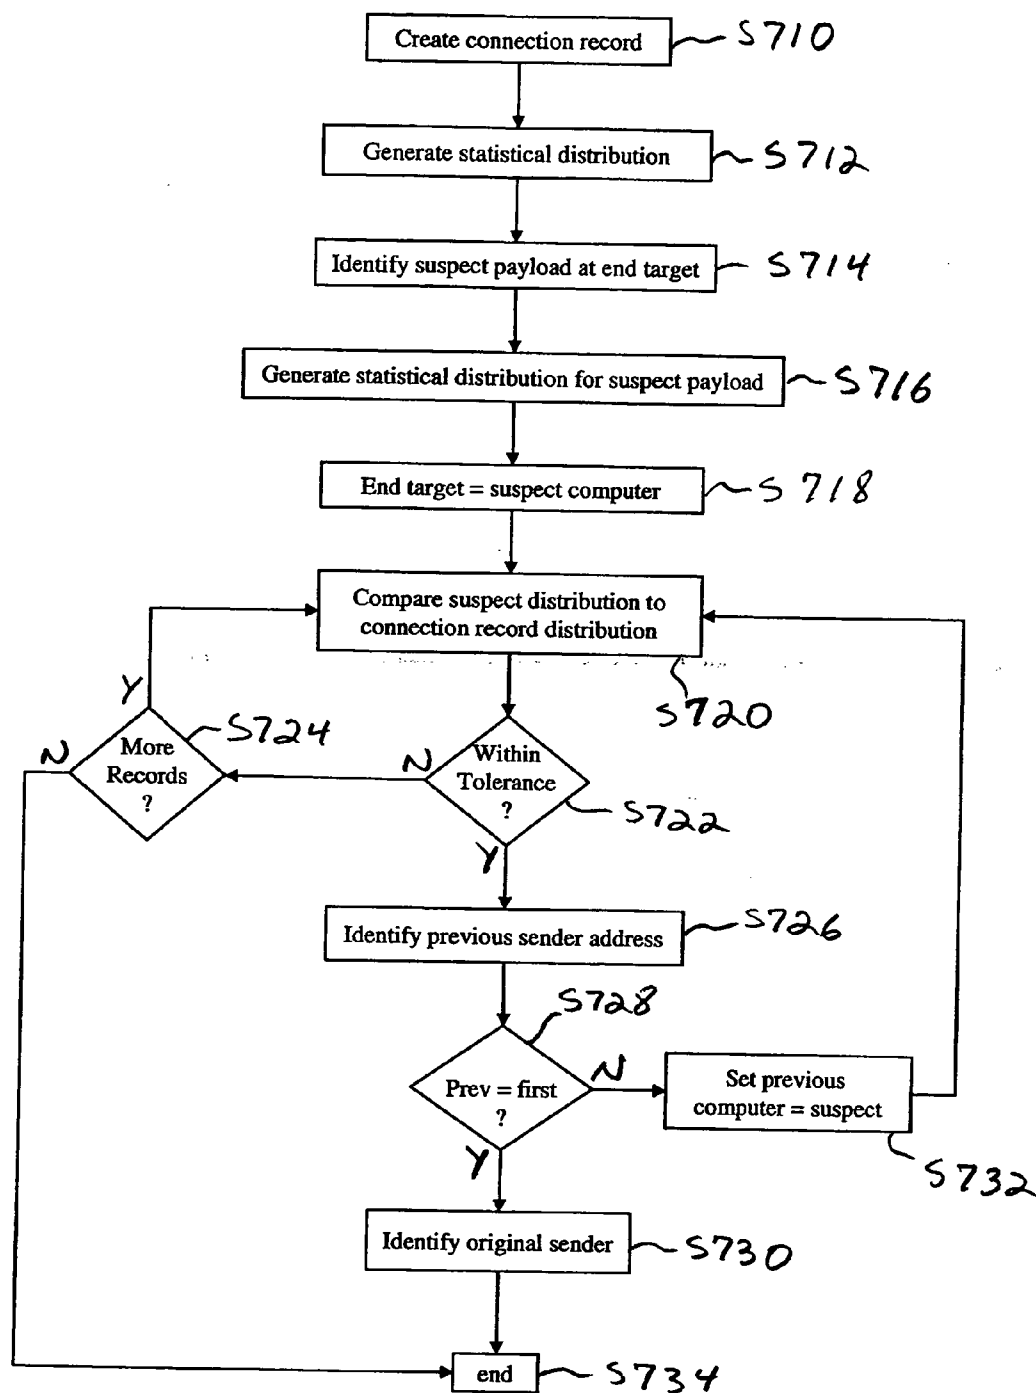 Create connection record
S710
Generate statistical distribution
S712
Identify suspect payload at end target
S714
Generate statistical distribution for suspect payload
S716
End target = suspect computer
S718
Compare suspect distribution to
connection record distribution
S720
Y
S724
N
More
Records
?
N
Within
Tolerance
?
S722
Y
Identify previous sender address
S726
S728
Prev = first
?
N
Set previous
computer = suspect
S732
Y
Identify original sender
S730
end
S734